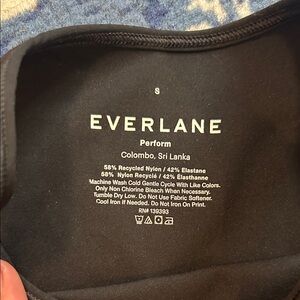 S
EVERLANE
Perform
Colombo, Sri Lanka
58% Recycled Nylon / 42% Elastane
58% Nylon Recyclé / 42% Élasthanne
Machine Wash Cold Gentle Cycle With Like Colors.
Only Non Chlorine Bleach When Necessary.
Tumble Dry Low. Do Not Use Fabric Softener.
Cool Iron If Needed. Do Not Iron On Print.
RN# 139393